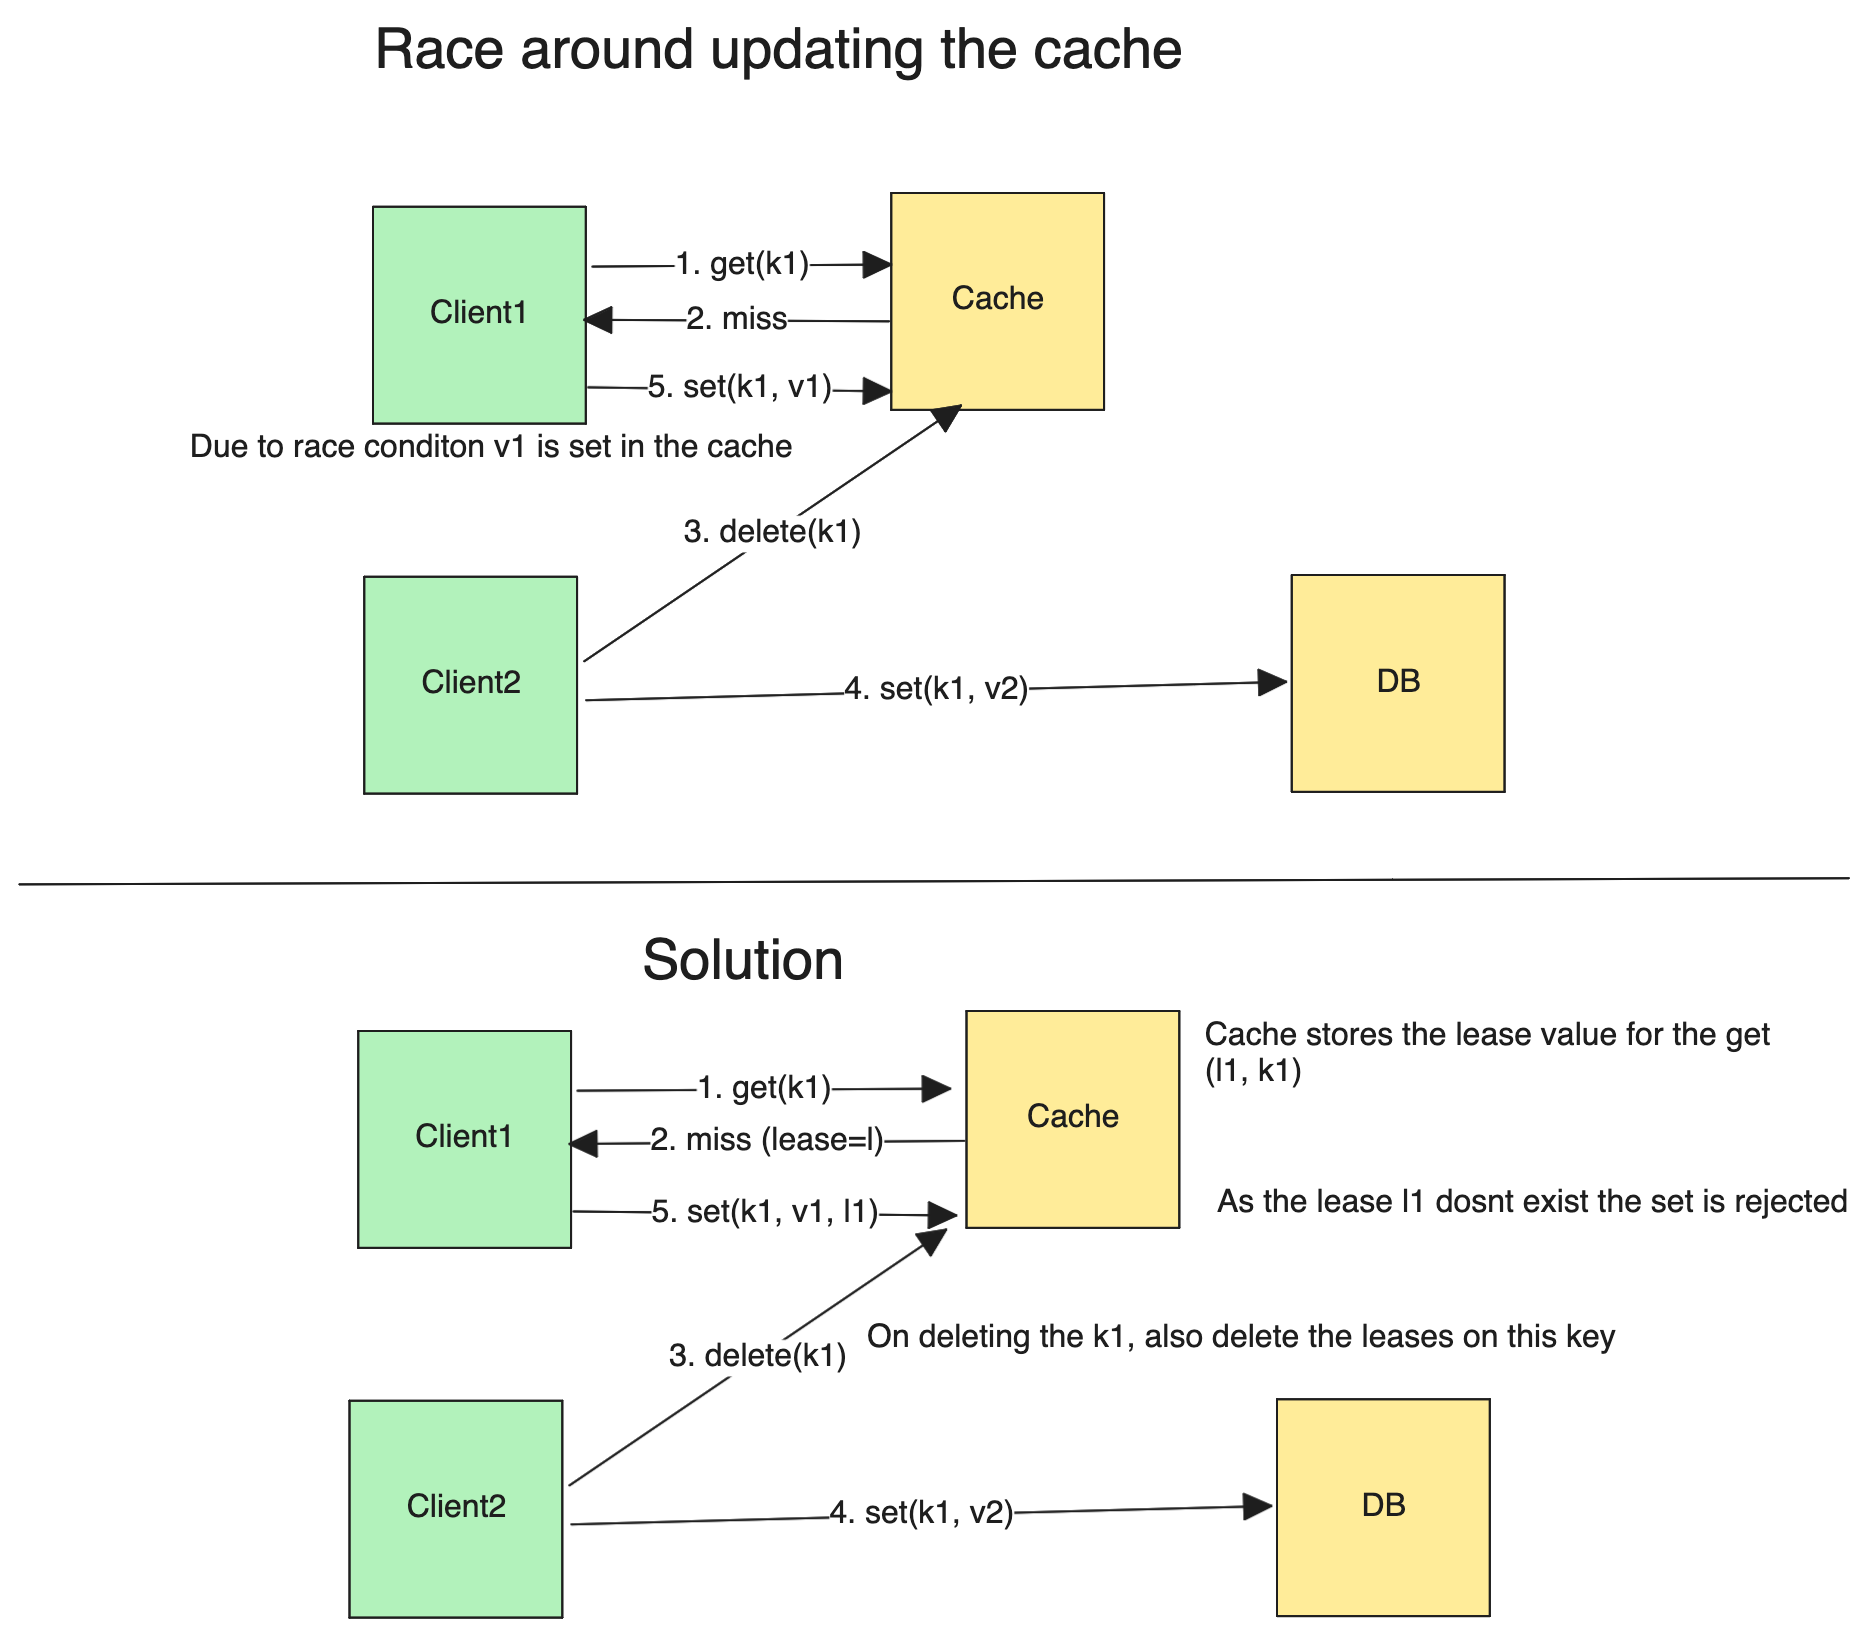 Race around updating the cache
Client1
1. get(k1)
2. miss
5. set(k1, v1)
Cache
Due to race conditon v1 is set in the cache
3. delete(k1)
Client2
4. set(k1, v2)
DB
Solution
Client1
1. get(k1)
2. miss (lease=l)
5. set(k1, v1, l1)
Cache
Cache stores the lease value for the get
(l1, k1)
As the lease l1 dosnt exist the set is rejected
3. delete(k1)
On deleting the k1, also delete the leases on this key
Client2
4. set(k1, v2)
DB